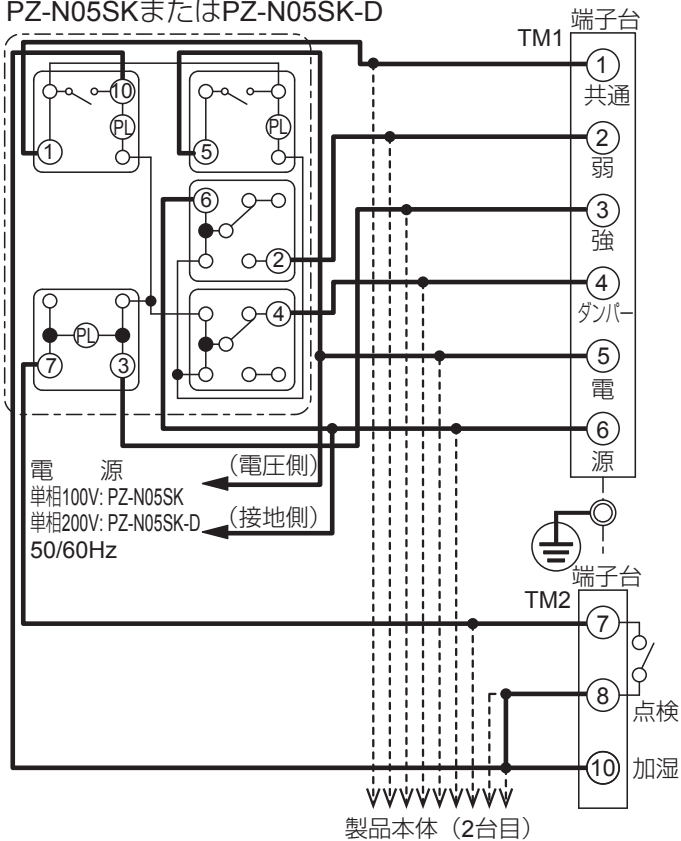 PZ-N05SKまたはPZ-N05SK-D
端子台
TM1
10
PL
1
PL
5
1
共通
2
弱
6
2
3
強
4
4
ダンパー
PL
7
3
5
電
6
源
電 源
(電圧側)
単相100V: PZ-N05SK
単相200V: PZ-N05SK-D
(接地側)
50/60Hz
端子台
TM2
7
8
点検
10
加湿
製品本体(2台目)